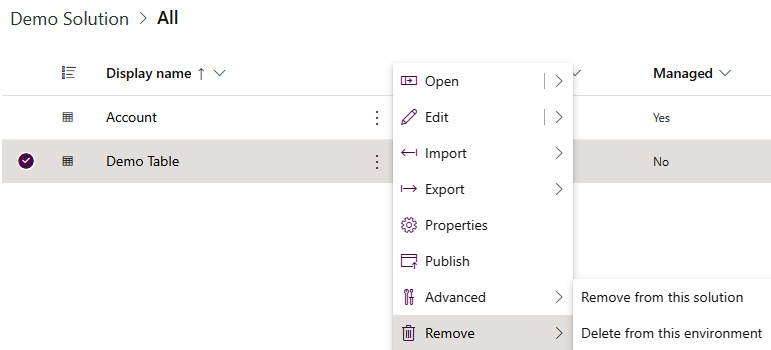 Demo Solution > All
Display name ↑
Managed
Open
Account
Yes
Edit
Demo Table
Import
No
Export
Properties
Publish
Advanced
Remove from this solution
Remove
Delete from this environment